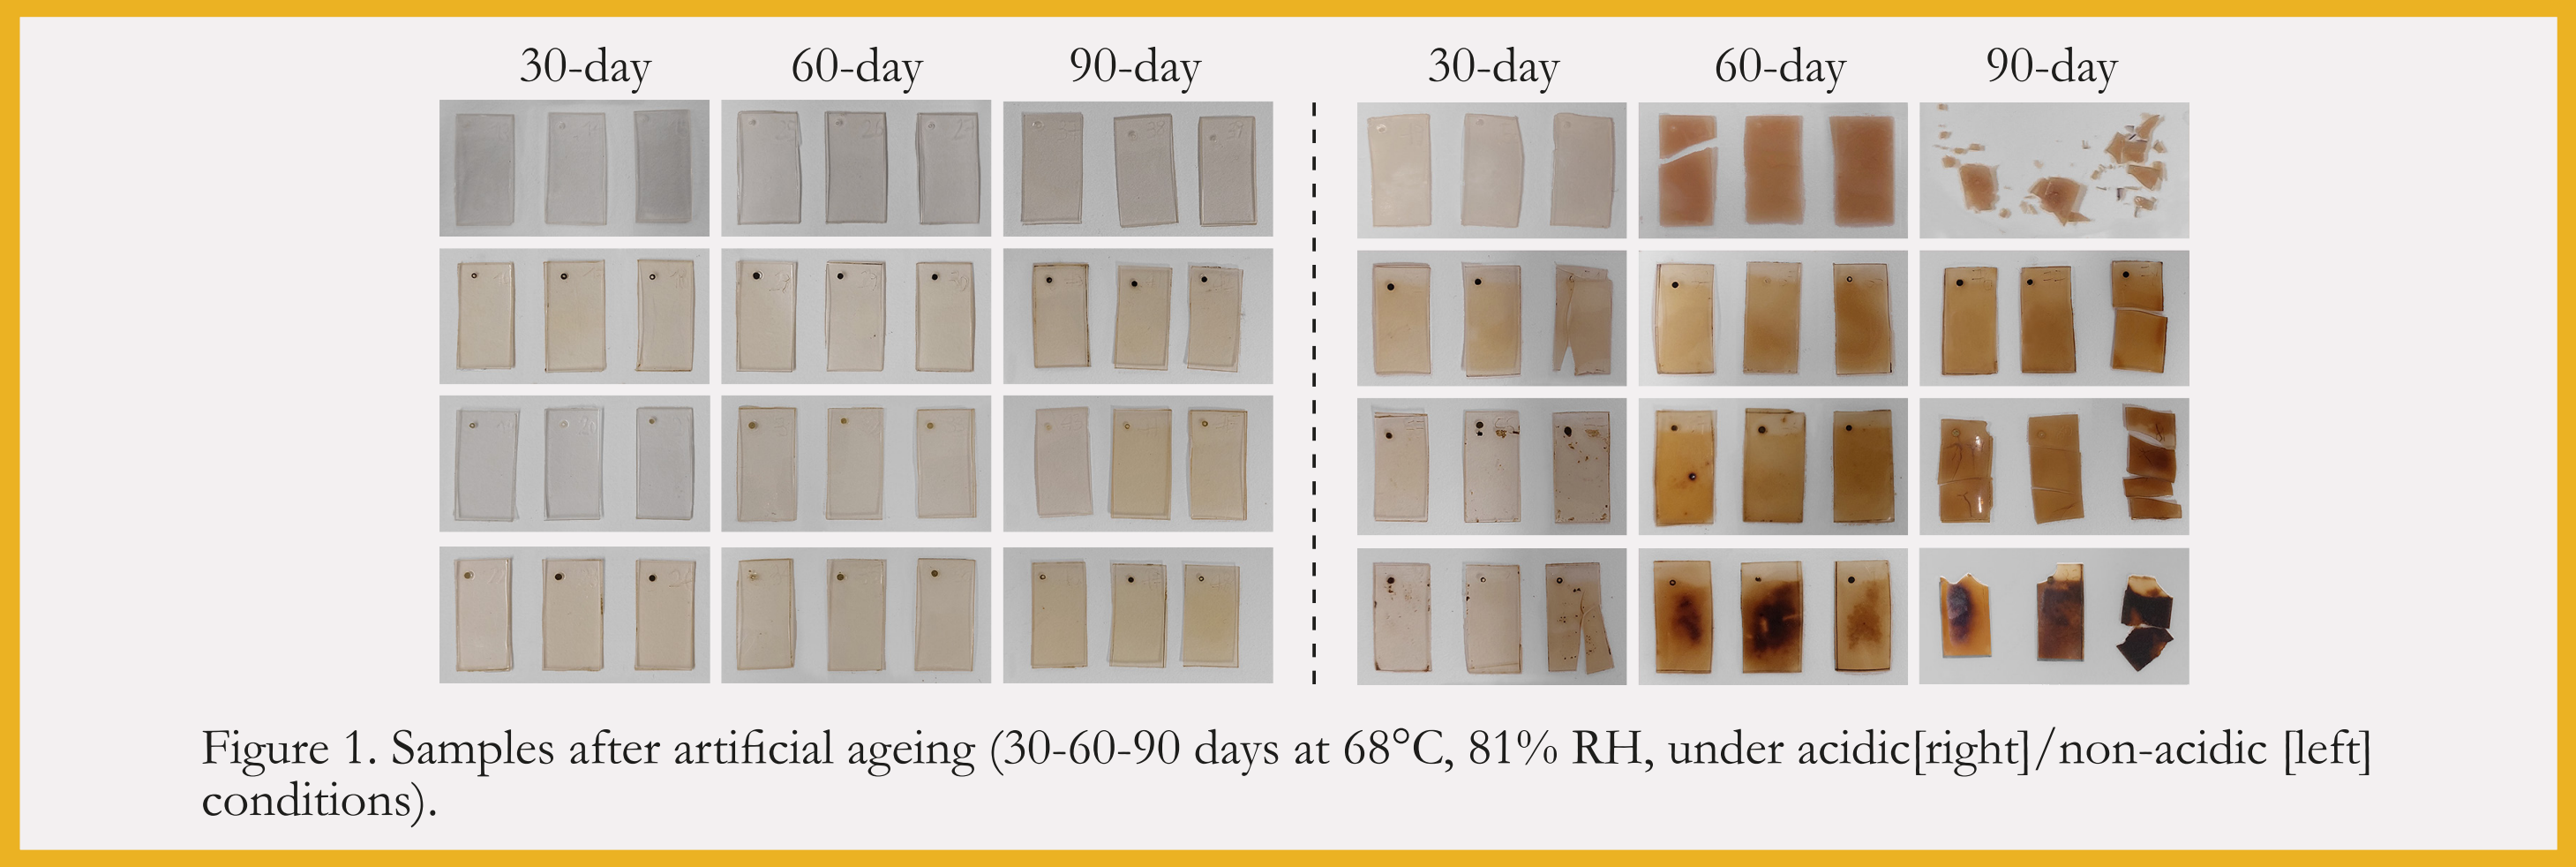 30-day 60-day 90-day 30-day 60-day 90-day
Figure 1. Samples after artificial ageing (30-60-90 days at 68°C, 81% RH, under acidic[right]/non-acidic [left]
conditions).